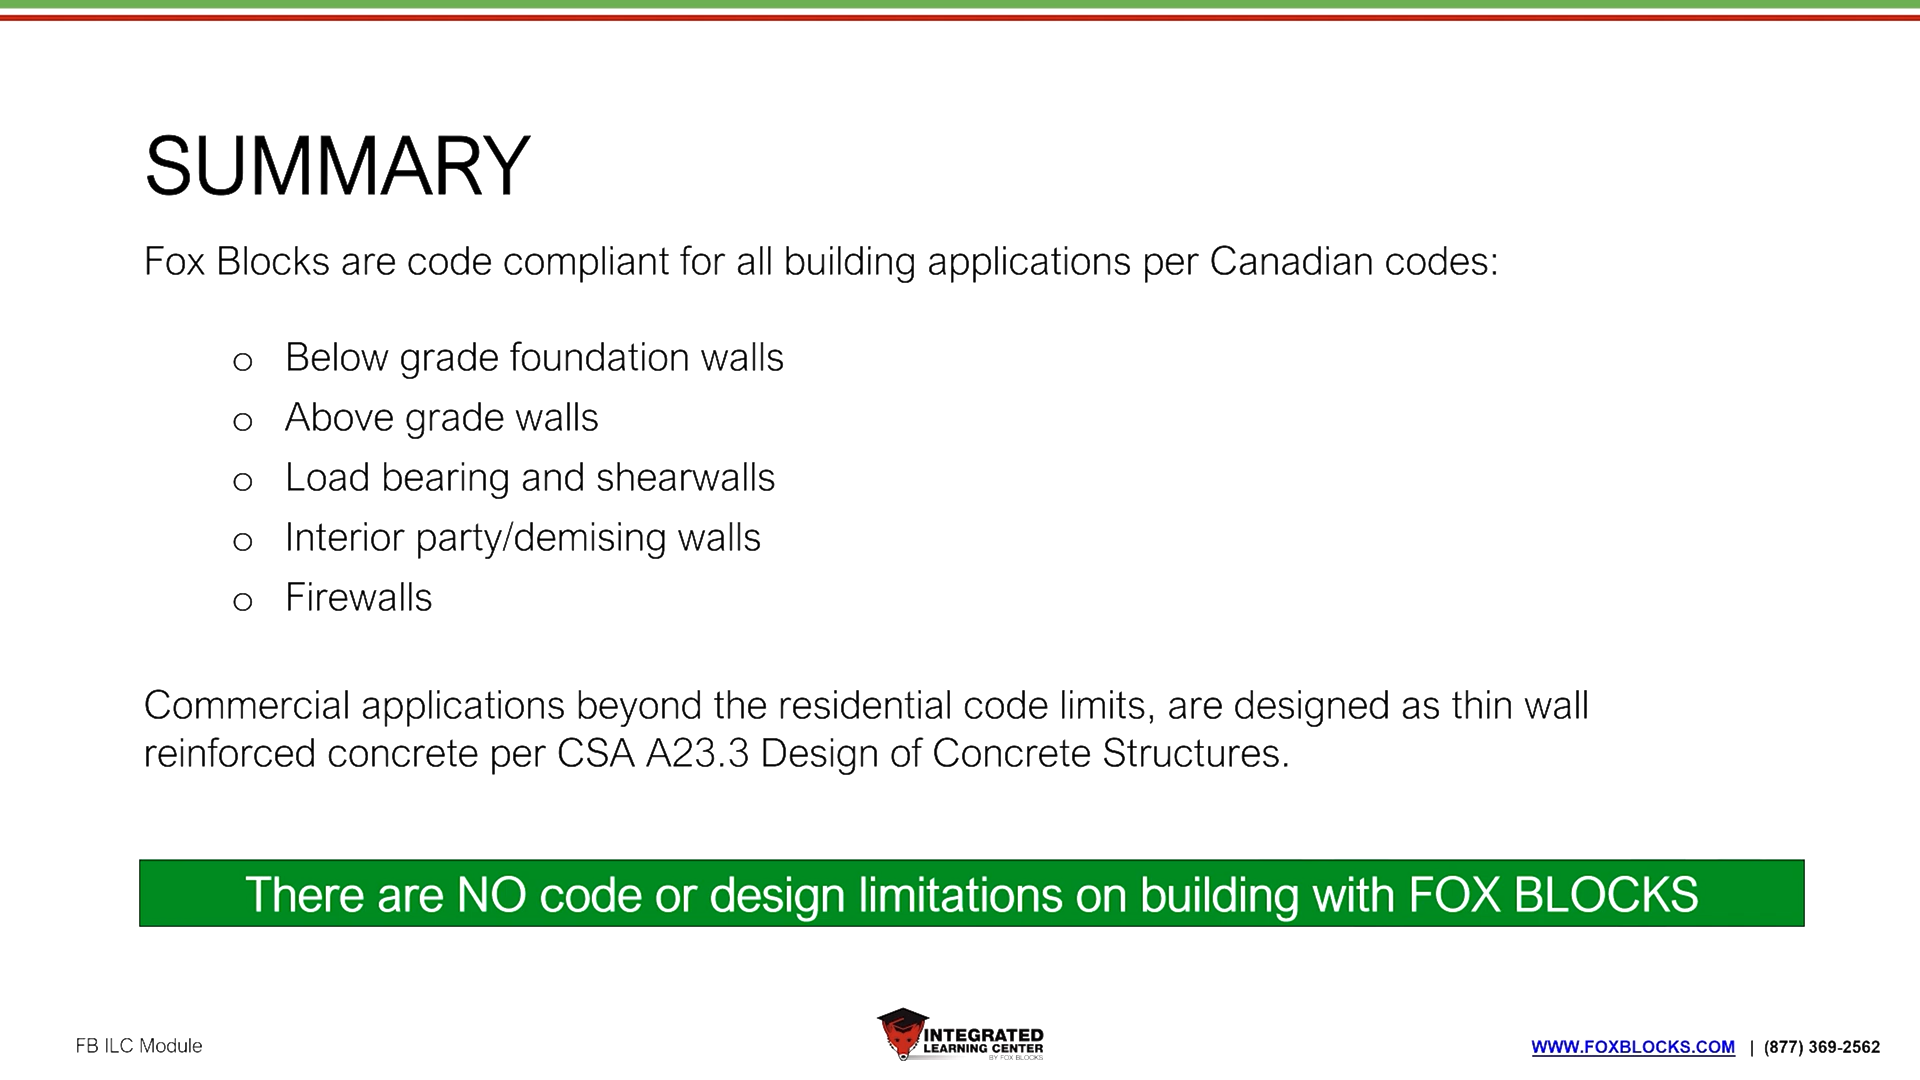 SUMMARY
Fox Blocks are code compliant for all building applications per Canadian codes:
o Below grade foundation walls
o Above grade walls
o Load bearing and shearwalls
o Interior party/demising walls
o Firewalls
Commercial applications beyond the residential code limits, are designed as thin wall
reinforced concrete per CSA A23.3 Design of Concrete Structures.
There are NO code or design limitations on building with FOX BLOCKS
FB ILC Module
INTEGRATED
LEARNING CENTER
BY FOX BLOCKS
WWW.FOXBLOCKS.COM | (877) 369-2562